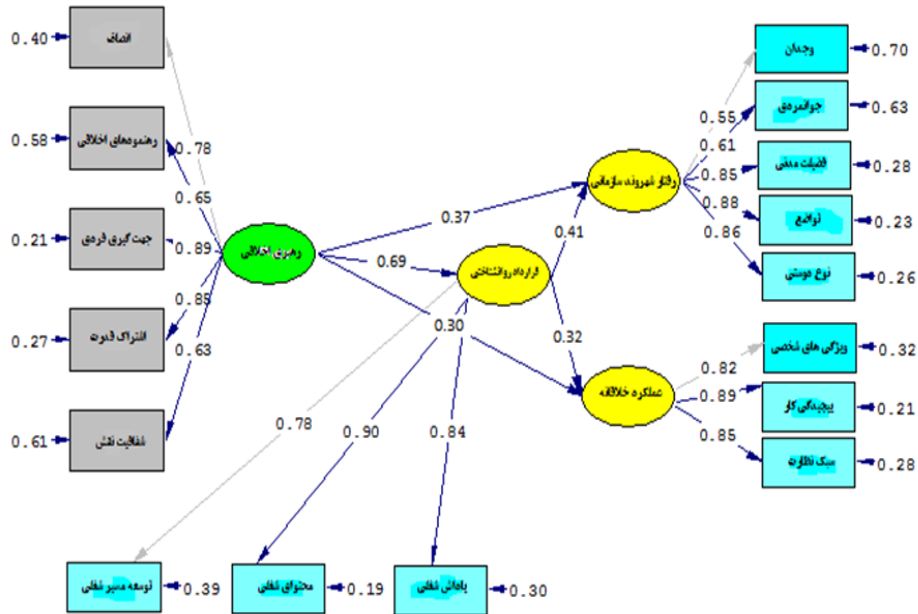 0.40
انصاف
0.58
رهنمودهای اخلاقی
0.21
جهت گیری فردی
0.27
اشتراک قدرت
0.61
شفافیت نقش
0.78
0.65
0.89
0.85
0.63
رهبری اخلاقی
0.37
0.69
0.30
قرارداد روانشناختی
0.41
0.32
0.78
0.90
0.84
رفتار شهروند سازمانی
عملکرد خلاقانه
0.55
0.61
0.85
0.88
0.86
وجدان
0.70
جوانمردی
0.63
فضیلت مدنی
0.28
تواضع
0.23
نوع دوستی
0.26
0.82
0.89
0.85
ویژگی های شخصی
0.32
پیچیدگی کار
0.21
سبک نظارت
0.28
توسعه مسیر شغلی
0.39
محتوای شغلی
0.19
پاداش شغلی
0.30